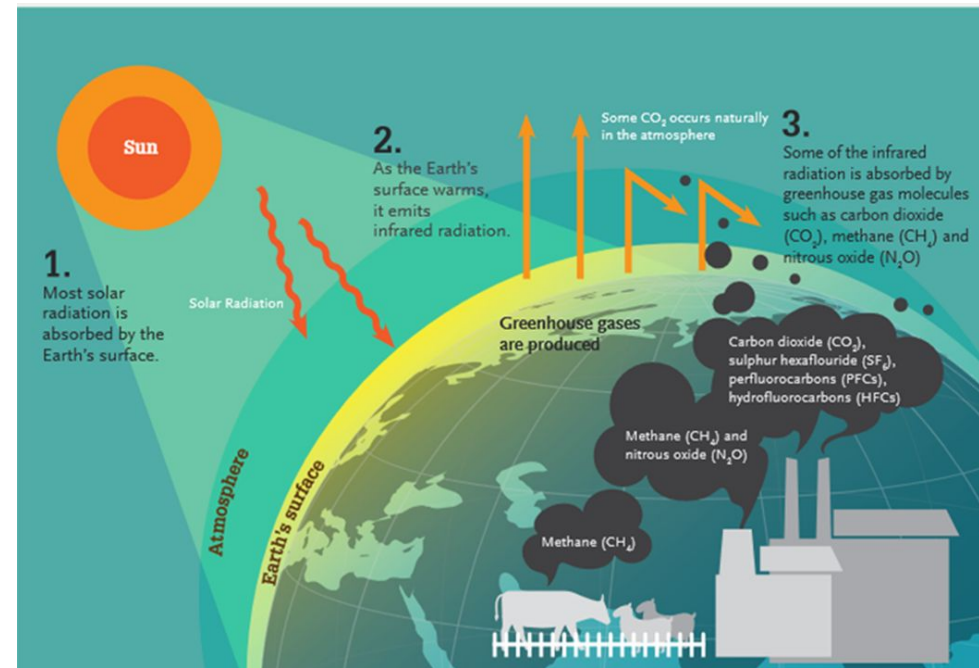 Sun
1.
Most solar
radiation is
absorbed by the
Earth's surface.
Solar Radiation
2.
As the Earth's
surface warms,
it emits
infrared radiation.
Some CO₂ occurs naturally
in the atmosphere
3.
Some of the infrared
radiation is absorbed by
greenhouse gas molecules
such as carbon dioxide
(CO₂), methane (CH₄) and
nitrous oxide (N₂O)
Atmosphere
Earth's surface
Greenhouse gases
are produced
Carbon dioxide (CO₂),
sulphur hexaflouride (SF₆),
perfluorocarbons (PFCs),
hydrofluorocarbons (HFCs)
Methane (CH₄) and
nitrous oxide (N₂O)
Methane (CH₄)